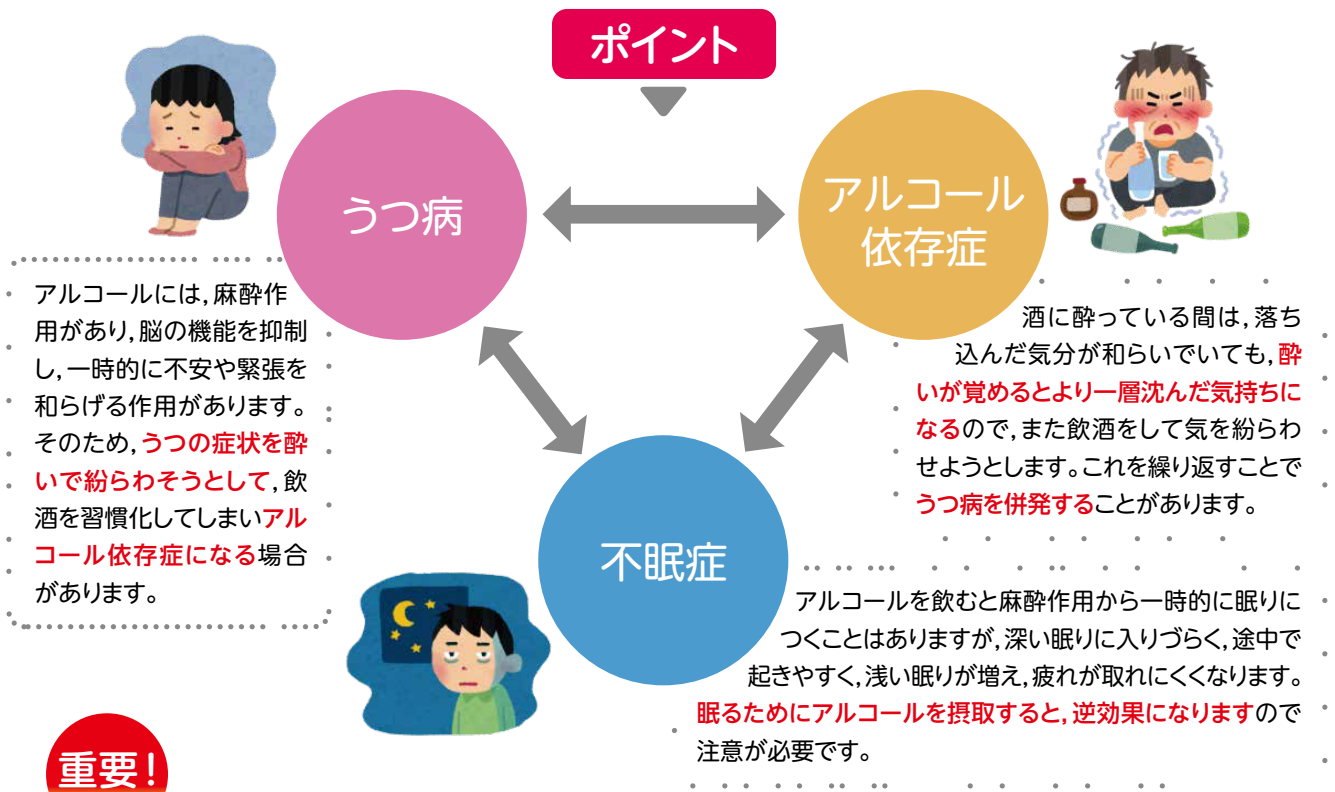 ポイント
うつ病
アルコール
依存症
アルコールには,麻酔作
用があり,脳の機能を抑制
し,一時的に不安や緊張を
和らげる作用があります。
そのため,うつの症状を酔
いで紛らわそうとして,飲
酒を習慣化してしまいアル
コール依存症になる場合
があります。
酒に酔っている間は,落ち
込んだ気分が和らいでいても,酔
いが覚めるとより一層沈んだ気持ちに
なるので,また飲酒をして気を紛らわ
せようとします。これを繰り返すことで
うつ病を併発することがあります。
不眠症
アルコールを飲むと麻酔作用から一時的に眠りに
つくことはありますが,深い眠りに入りづらく,途中で
起きやすく,浅い眠りが増え,疲れが取れにくくなります。
眠るためにアルコールを摂取すると,逆効果になりますので
注意が必要です。
重要!